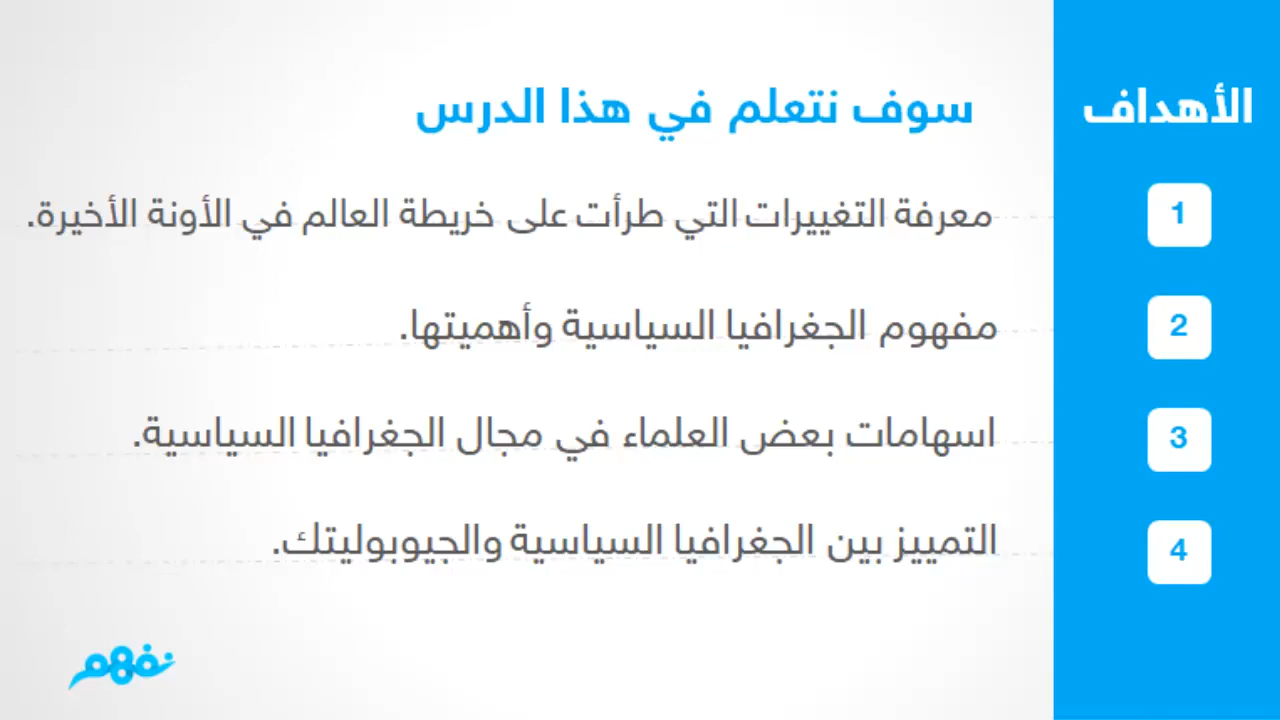 الأهداف
سوف نتعلم في هذا الدرس
1 معرفة التغييرات التي طرأت على خريطة العالم في الأونة الأخيرة.
2 مفهوم الجغرافيا السياسية وأهميتها.
3 اسهامات بعض العلماء في مجال الجغرافيا السياسية.
4 التمييز بين الجغرافيا السياسية والجيوبوليتك.
نفهم